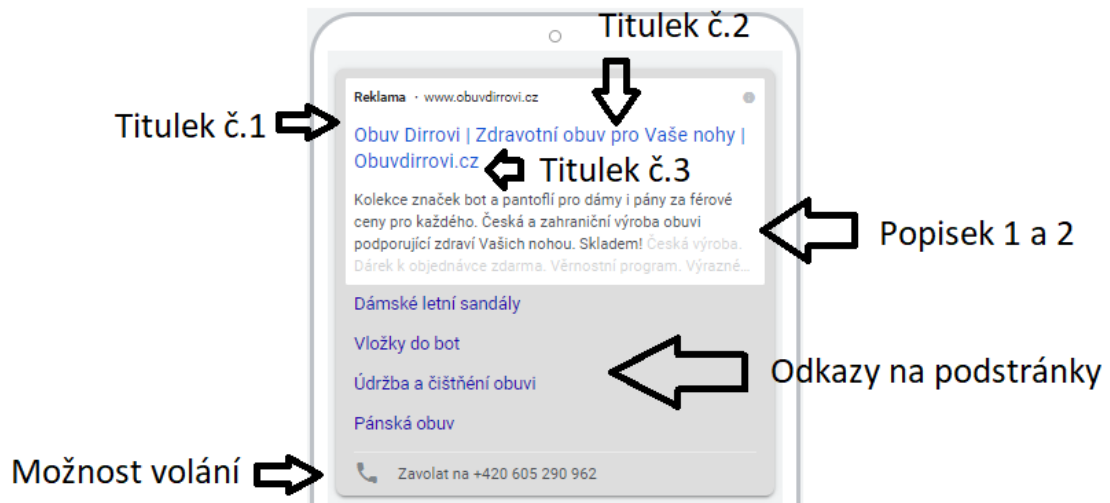 Titulek č.2
Reklama · www.obuvdirrovi.cz
Titulek č.1
Obuv Dirrovi | Zdravotní obuv pro Vaše nohy |
Obuvdirrovi.cz
Titulek č.3
Kolekce značek bot a pantoflí pro dámy i pány za férové
ceny pro každého. Česká a zahraniční výroba obuvi
podporující zdraví Vašich nohou. Skladem! Česká výroba.
Dárek k objednávce zdarma. Věrnostní program. Výrazné...
Popisek 1 a 2
Dámské letní sandály
Vložky do bot
Údržba a čištňéní obuvi
Pánská obuv
Odkazy na podstránky
Možnost volání
Zavolat na +420 605 290 962